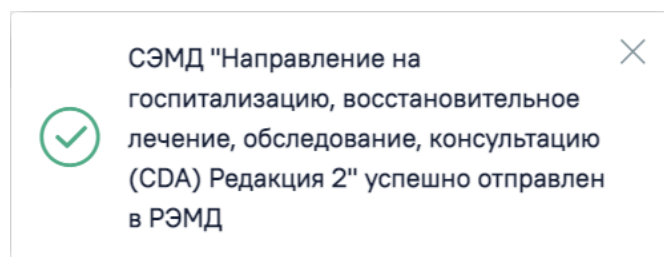 СЭМД "Направление на
госпитализацию, восстановительное
лечение, обследование, консультацию
(CDA) Редакция 2" успешно отправлен
в РЭМД